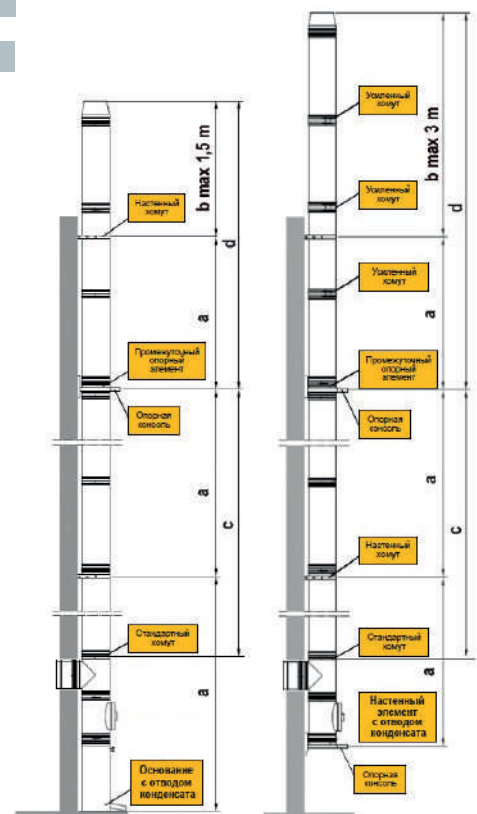 b max 1,5 m
d
Настенный
хомут
a
Промежуточный
опорный
элемент
Опорная
консоль
a
c
Стандартный
хомут
a
Основание
с отводом
конденсата
Усиленный
хомут
b max 3 m
d
Усиленный
хомут
Усиленный
хомут
a
Промежуточный
опорный
элемент
Опорная
консоль
a
c
Настенный
хомут
Стандартный
хомут
a
Настенный
элемент
с отводом
конденсата
Опорная
консоль